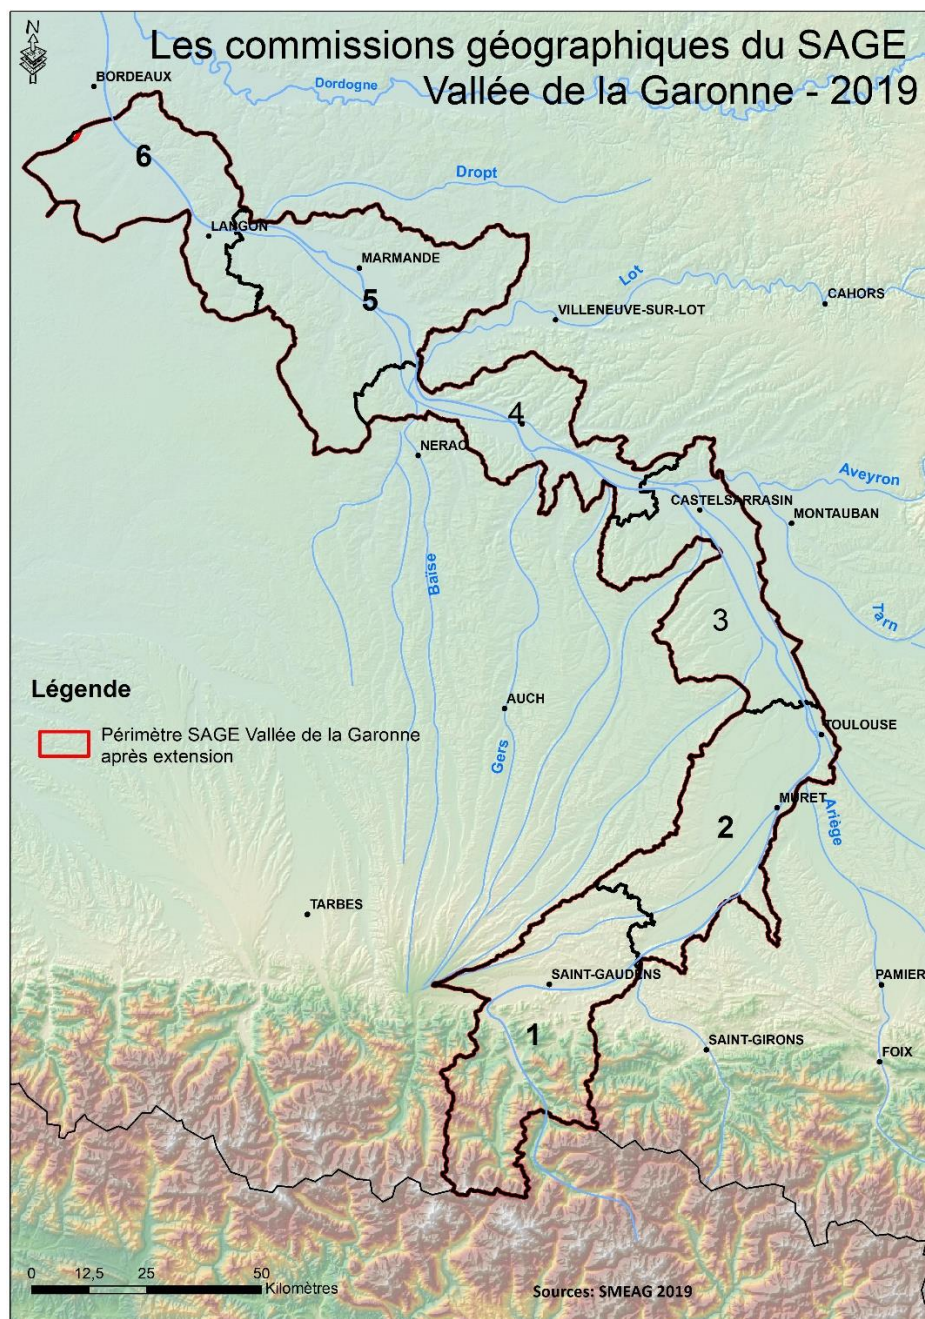 N
Les commissions géographiques du SAGE
Vallée de la Garonne - 2019
BORDEAUX
Dordogne
6
Dropt
LANGON
MARMANDE
5
Lot
CAHORS
VILLENEUVE-SUR-LOT
4
NERAC
Aveyron
CASTELSARRASIN
MONTAUBAN
Baïse
Tarn
3
Légende
Périmètre SAGE Vallée de la Garonne
après extension
AUCH
Gers
TOULOUSE
MURET
2
Ariège
TARBES
SAINT-GAUDENS
PAMIER
1
SAINT-GIRONS
FOIX
0 12,5 25 50
Kilomètres
Sources: SMEAG 2019